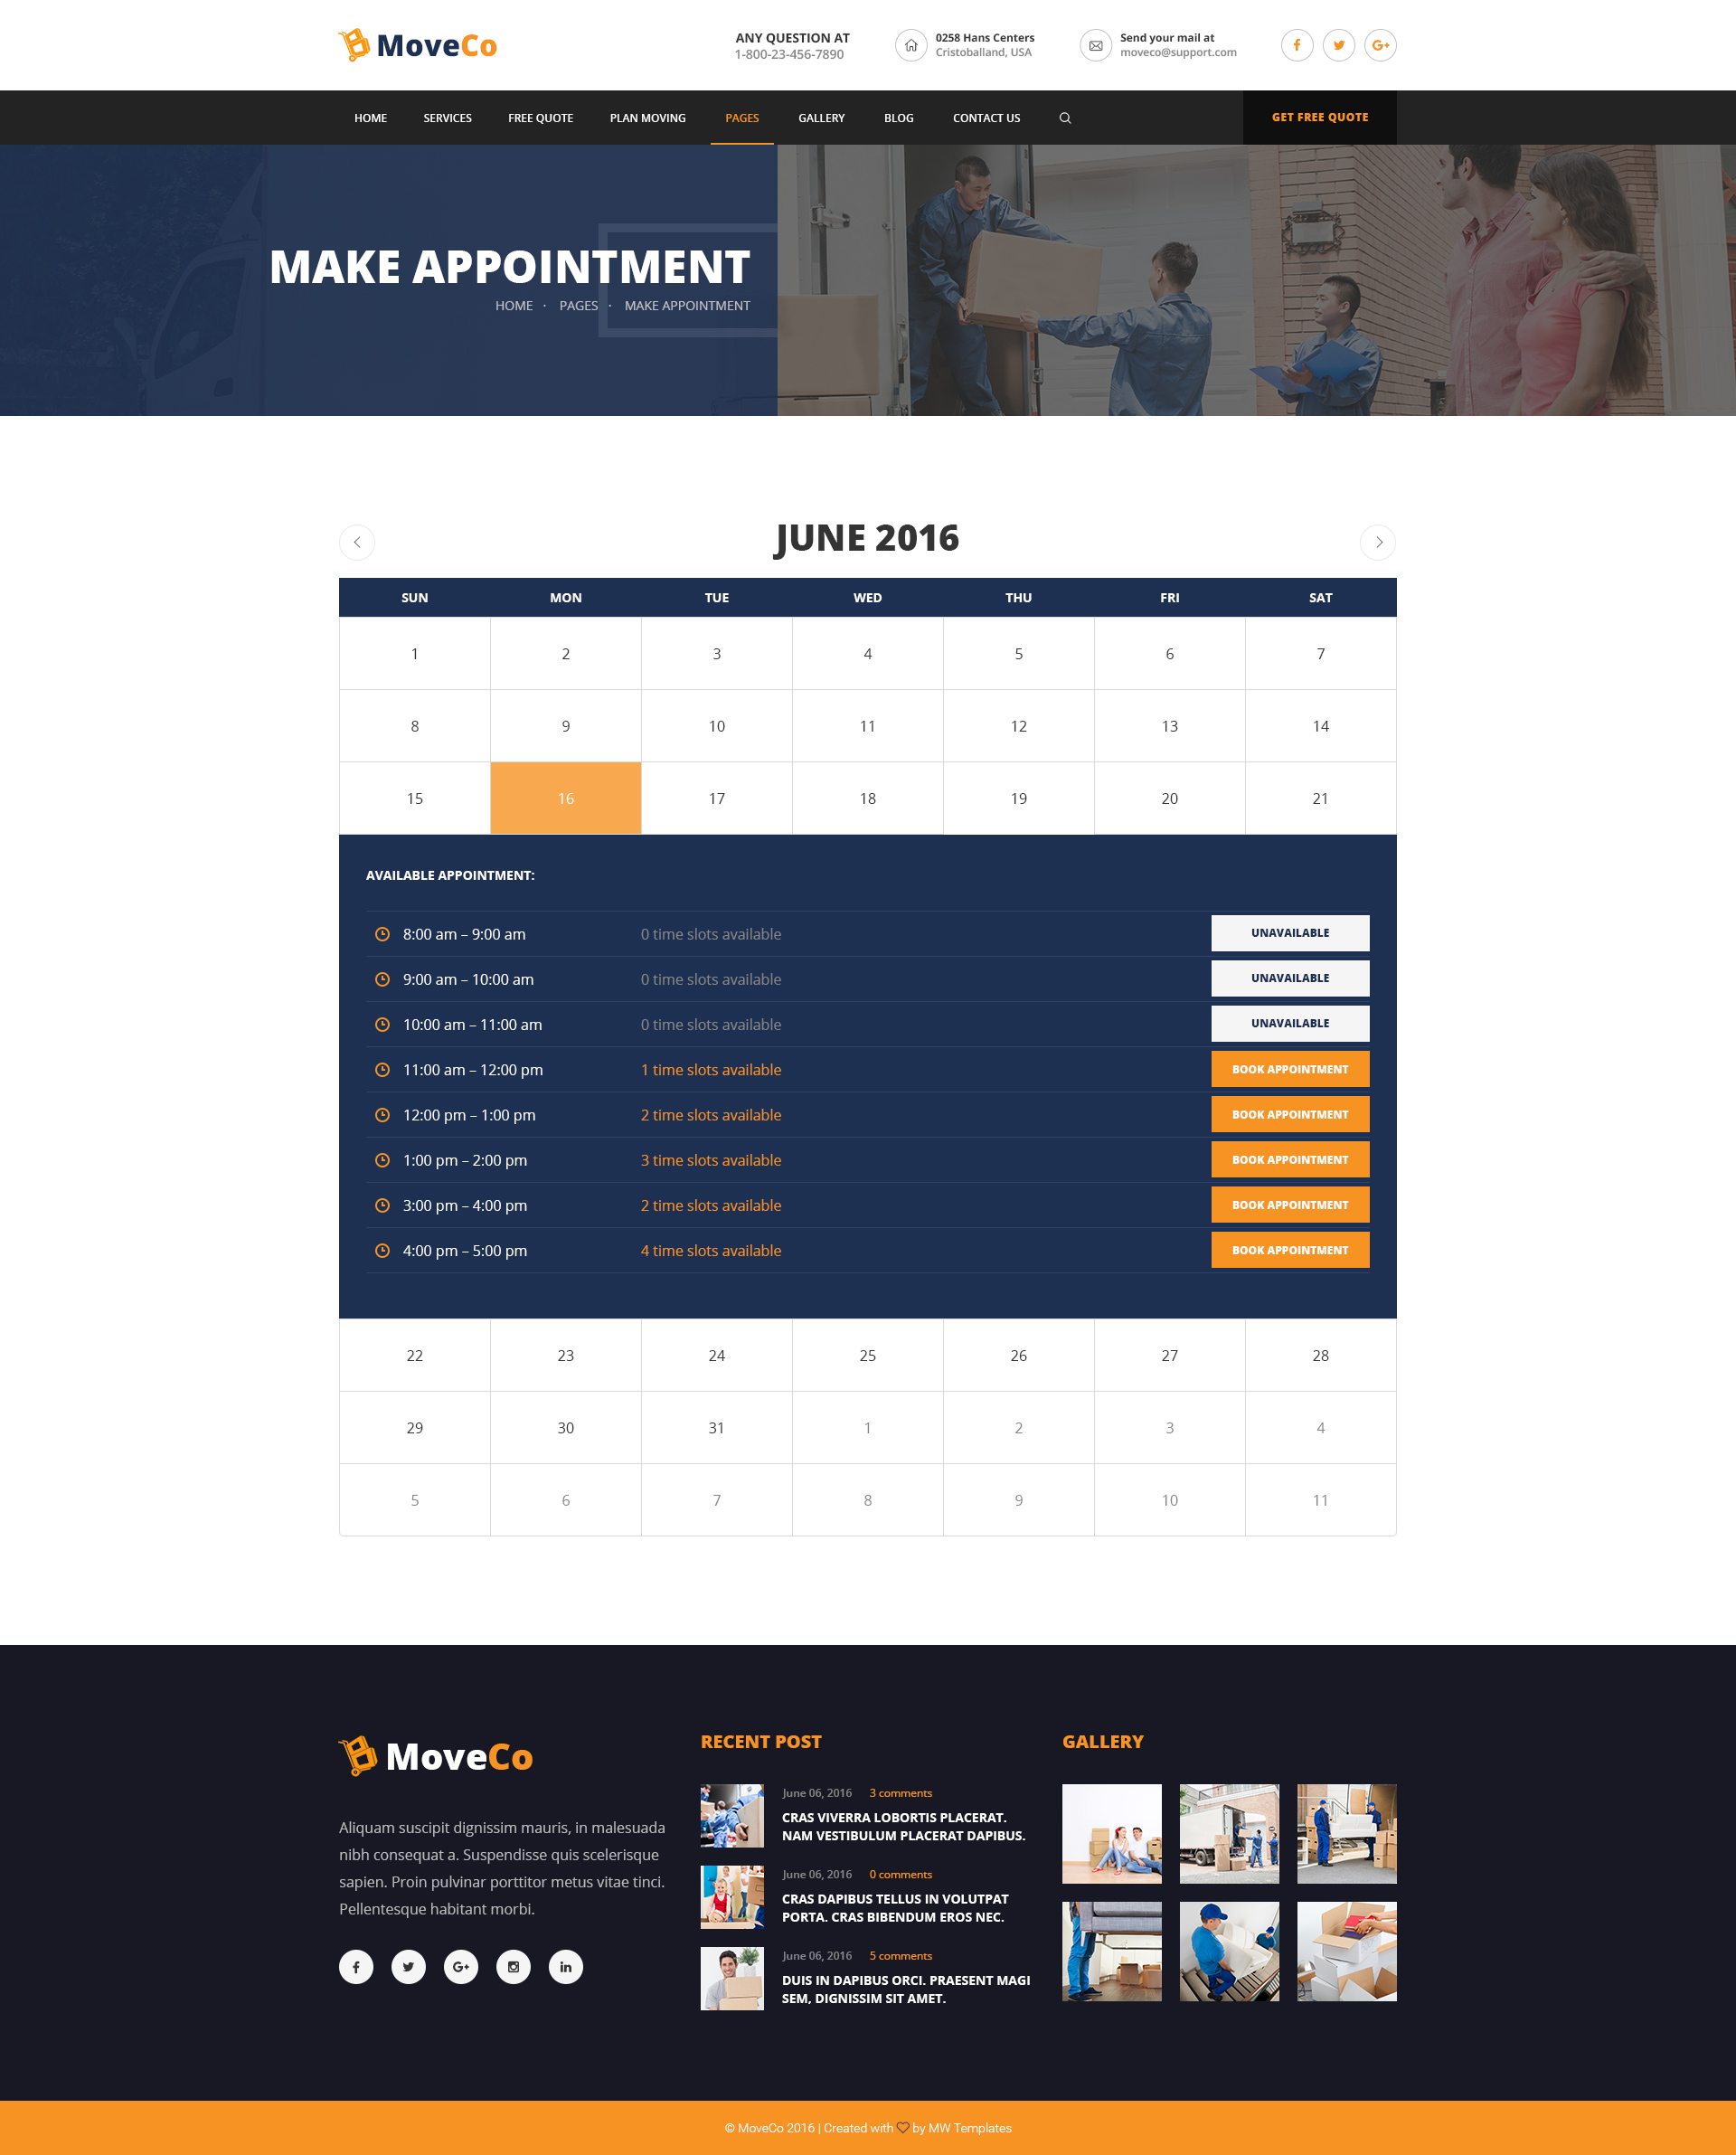 MoveCo
ANY QUESTION AT
1-800-23-456-7890
0258 Hans Centers
Cristoballand, USA
Send your mail at
moveco@support.com
HOME SERVICES FREE QUOTE PLAN MOVING PAGES GALLERY BLOG CONTACT US GET FREE QUOTE
MAKE APPOINTMENT
HOME · PAGES · MAKE APPOINTMENT
JUNE 2016
SUN MON TUE WED THU FRI SAT
1 2 3 4 5 6 7
8 9 10 11 12 13 14
15 16 17 18 19 20 21
AVAILABLE APPOINTMENT:
8:00 am – 9:00 am 0 time slots available UNAVAILABLE
9:00 am – 10:00 am 0 time slots available UNAVAILABLE
10:00 am – 11:00 am 0 time slots available UNAVAILABLE
11:00 am – 12:00 pm 1 time slots available BOOK APPOINTMENT
12:00 pm – 1:00 pm 2 time slots available BOOK APPOINTMENT
1:00 pm – 2:00 pm 3 time slots available BOOK APPOINTMENT
3:00 pm – 4:00 pm 2 time slots available BOOK APPOINTMENT
4:00 pm – 5:00 pm 4 time slots available BOOK APPOINTMENT
22 23 24 25 26 27 28
29 30 31 1 2 3 4
5 6 7 8 9 10 11
MoveCo
Aliquam suscipit dignissim mauris, in malesuada
nibh consequat a. Suspendisse quis scelerisque
sapien. Proin pulvinar porttitor metus vitae tinci.
Pellentesque habitant morbi.
RECENT POST
June 06, 2016 3 comments
CRAS VIVERRA LOBORTIS PLACERAT.
NAM VESTIBULUM PLACERAT DAPIBUS.
June 06, 2016 0 comments
CRAS DAPIBUS TELLUS IN VOLUTPAT
PORTA. CRAS BIBENDUM EROS NEC.
June 06, 2016 5 comments
DUIS IN DAPIBUS ORCI. PRAESENT MAGI
SEM, DIGNISSIM SIT AMET.
GALLERY
© MoveCo 2016 | Created with ♡ by MW Templates